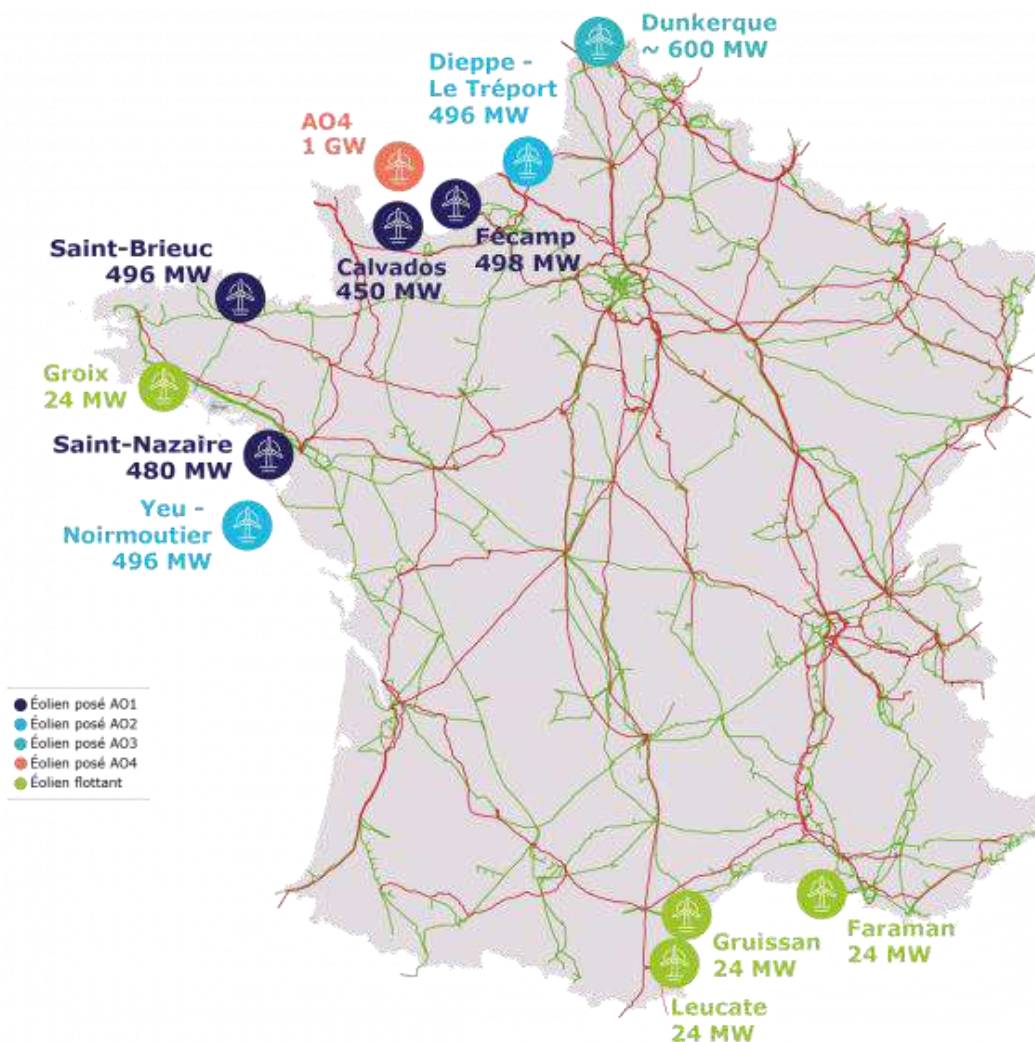 Dunkerque
~ 600 MW
Dieppe -
Le Tréport
496 MW
AO4
1 GW
Fécamp
498 MW
Calvados
450 MW
Saint-Brieuc
496 MW
Groix
24 MW
Saint-Nazaire
480 MW
Yeu -
Noirmoutier
496 MW
Éolien posé AO1
Éolien posé AO2
Éolien posé AO3
Éolien posé AO4
Éolien flottant
Faraman
24 MW
Gruissan
24 MW
Leucate
24 MW